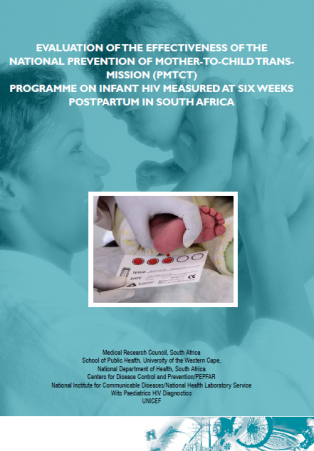 EVALUATION OF THE EFFECTIVENESS OF THE
NATIONAL PREVENTION OF MOTHER-TO-CHILD TRANS-
MISSION (PMTCT)
PROGRAMME ON INFANT HIV MEASURED AT SIX WEEKS
POSTPARTUM IN SOUTH AFRICA
Medical Research Council, South Africa
School of Public Health, University of the Western Cape,
National Department of Health, South Africa
Centers for Disease Control and Prevention/PEPFAR
National Institute for Communicable Diseases/National Health Laboratory Service
Wits Paediatrics HIV Diagnostics
UNICEF